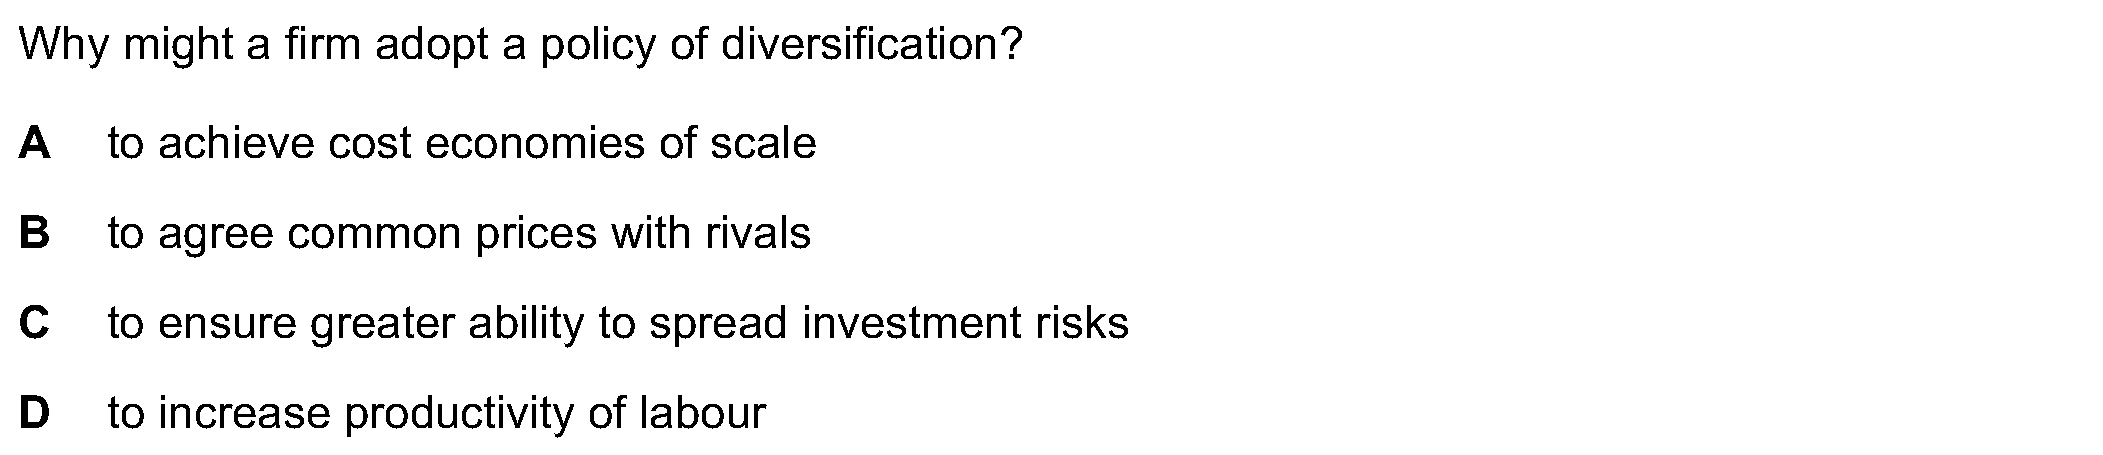 Why might a firm adopt a policy of diversification?
A to achieve cost economies of scale
B to agree common prices with rivals
C to ensure greater ability to spread investment risks
D to increase productivity of labour